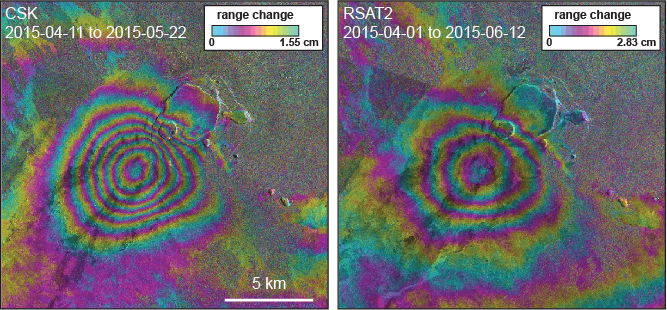 CSK
2015-04-11 to 2015-05-22
range change
0 1.55 cm
5 km
RSAT2
2015-04-01 to 2015-06-12
range change
0 2.83 cm